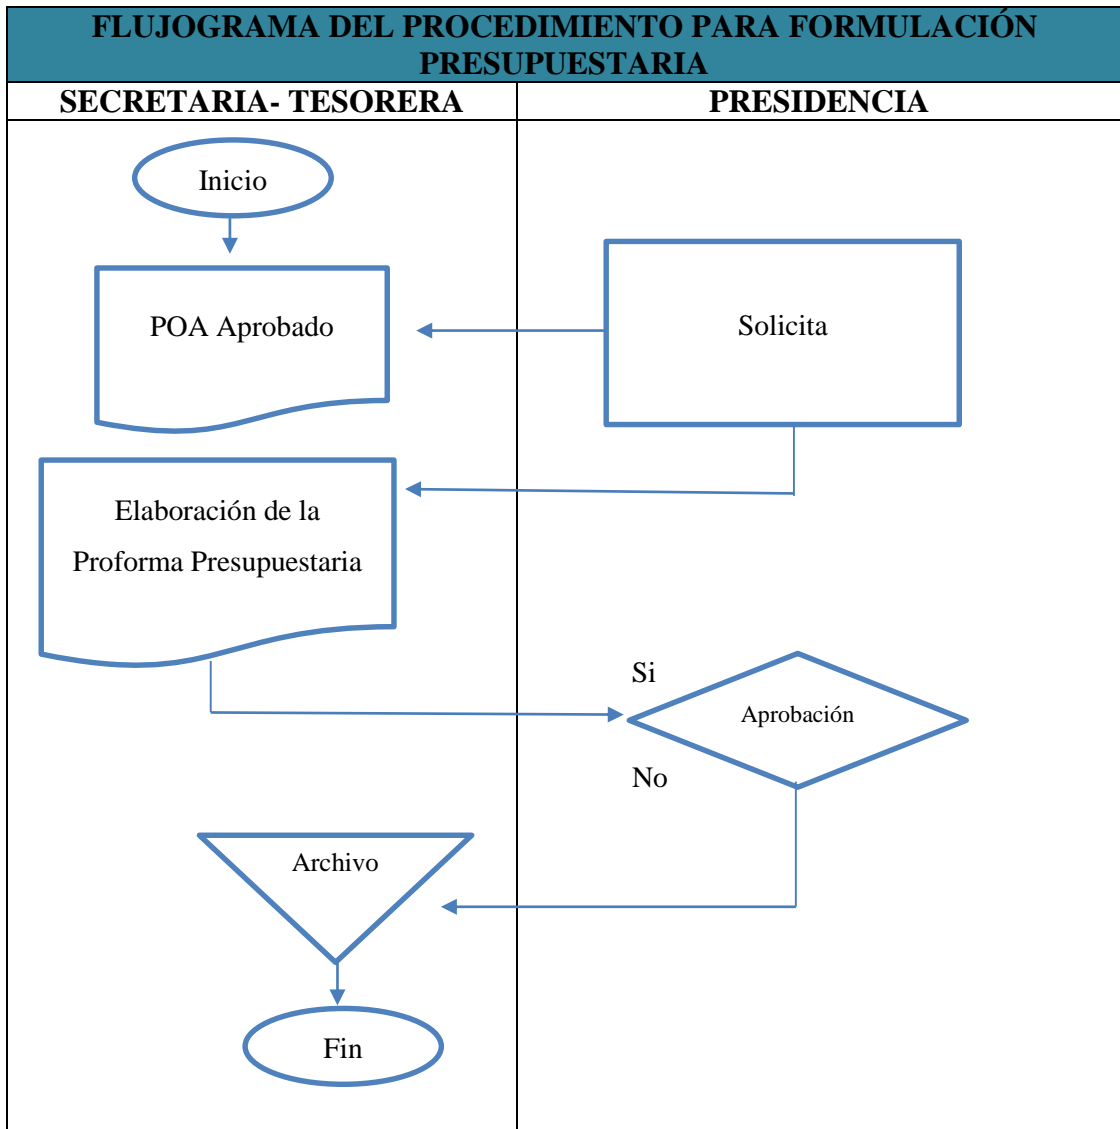 FLUJOGRAMA DEL PROCEDIMIENTO PARA FORMULACIÓN
PRESUPUESTARIA
SECRETARIA- TESORERA
PRESIDENCIA
Inicio
POA Aprobado
Solicita
Elaboración de la
Proforma Presupuestaria
Si
Aprobación
No
Archivo
Fin